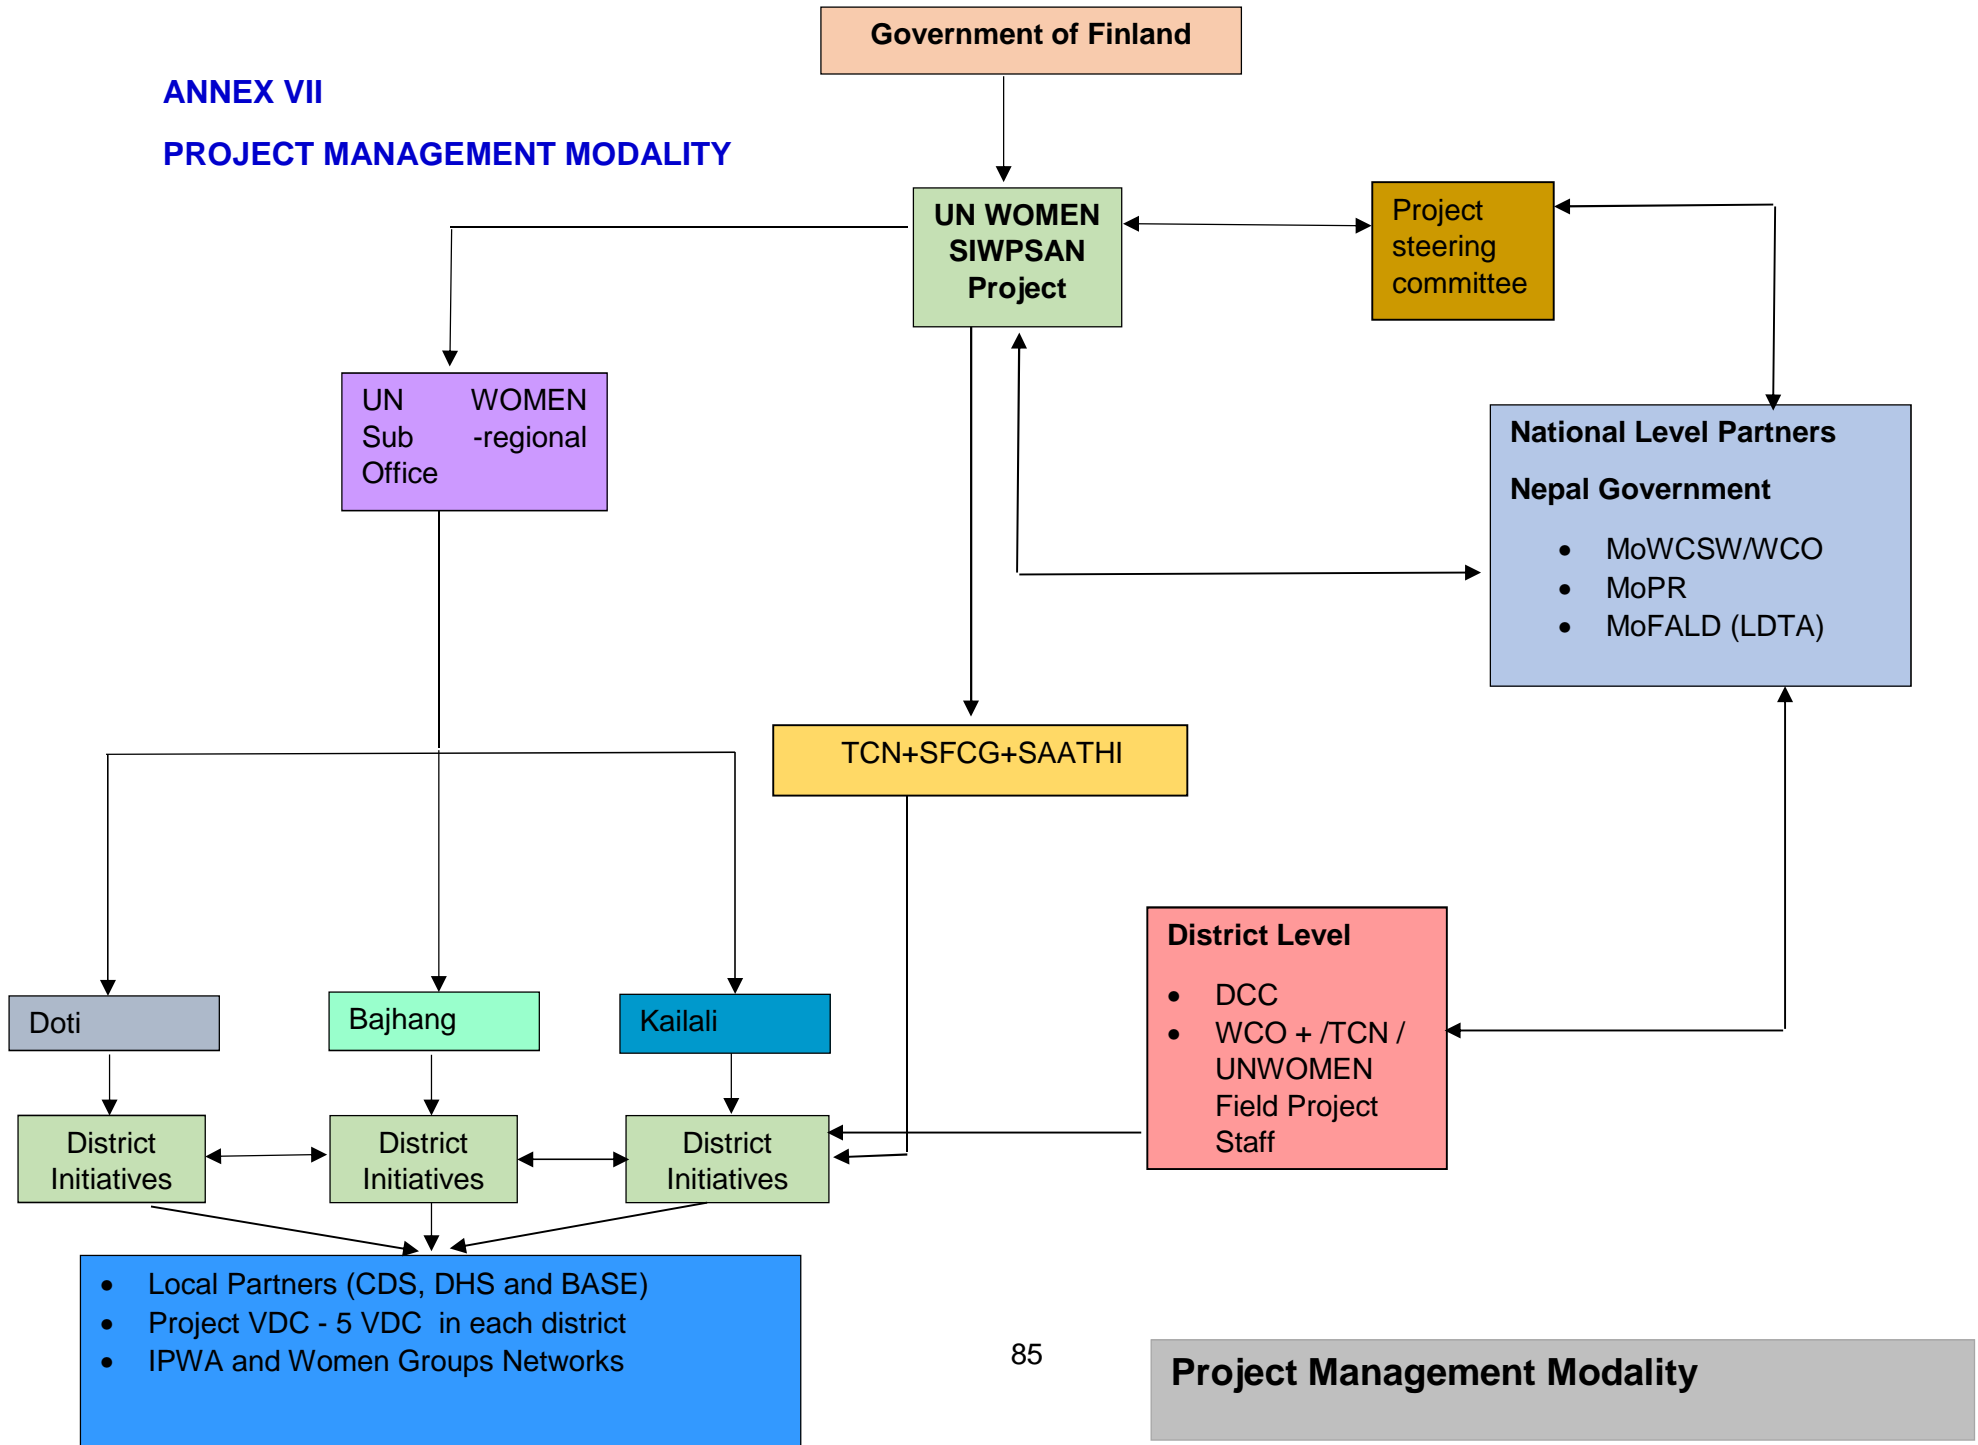 Government of Finland
ANNEX VII
PROJECT MANAGEMENT MODALITY
UN WOMEN
SIWPSAN
Project
Project
steering
committee
UN WOMEN
Sub -regional
Office
National Level Partners
Nepal Government
• MoWCSW/WCO
• MoPR
• MoFALD (LDTA)
TCN+SFCG+SAATHI
District Level
• DCC
• WCO + /TCN /
UNWOMEN
Field Project
Staff
Doti
Bajhang
Kailali
District
Initiatives
District
Initiatives
District
Initiatives
• Local Partners (CDS, DHS and BASE)
• Project VDC - 5 VDC in each district
• IPWA and Women Groups Networks
85
Project Management Modality